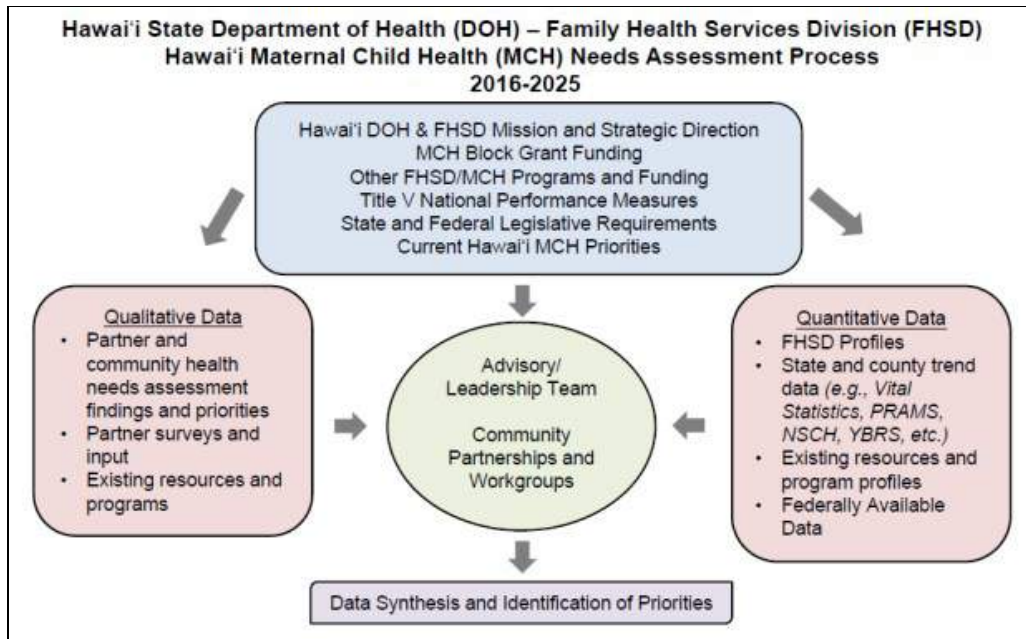 Hawaiʻi State Department of Health (DOH) – Family Health Services Division (FHSD)
Hawaiʻi Maternal Child Health (MCH) Needs Assessment Process
2016-2025
Hawaiʻi DOH & FHSD Mission and Strategic Direction
MCH Block Grant Funding
Other FHSD/MCH Programs and Funding
Title V National Performance Measures
State and Federal Legislative Requirements
Current Hawaiʻi MCH Priorities
Qualitative Data
• Partner and
community health
needs assessment
findings and priorities
• Partner surveys and
input
• Existing resources and
programs
Advisory/
Leadership Team
Community
Partnerships and
Workgroups
Quantitative Data
• FHSD Profiles
• State and county trend
data (e.g., Vital
Statistics, PRAMS,
NSCH, YBRS, etc.)
• Existing resources and
program profiles
• Federally Available
Data
Data Synthesis and Identification of Priorities